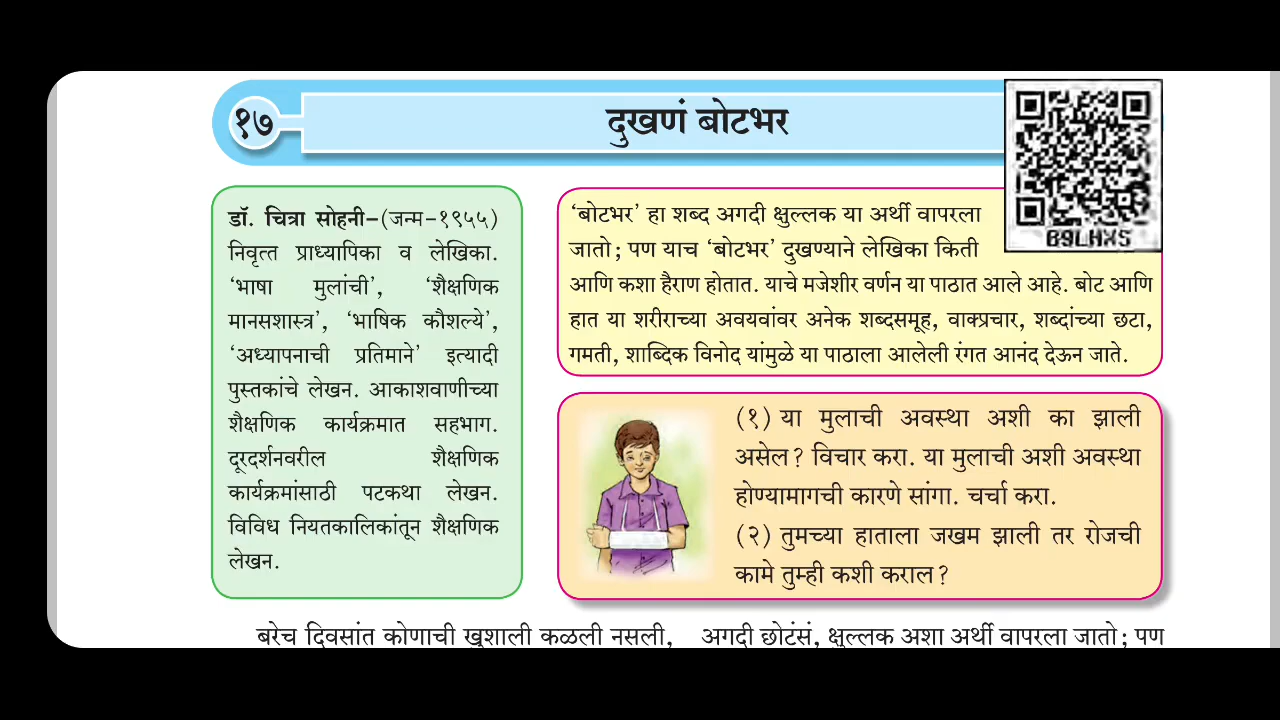 १७
दुखणं बोटभर
B9LHXS
डॉ. चित्रा सोहनी–(जन्म–१९५५)
निवृत्त प्राध्यापिका व लेखिका.
‘भाषा मुलांची’, ‘शैक्षणिक
मानसशास्त्र’, ‘भाषिक कौशल्ये’,
‘अध्यापनाची प्रतिमाने’ इत्यादी
पुस्तकांचे लेखन. आकाशवाणीच्या
शैक्षणिक कार्यक्रमात सहभाग.
दूरदर्शनवरील शैक्षणिक
कार्यक्रमांसाठी पटकथा लेखन.
विविध नियतकालिकांतून शैक्षणिक
लेखन.
‘बोटभर’ हा शब्द अगदी क्षुल्लक या अर्थी वापरला
जातो; पण याच ‘बोटभर’ दुखण्याने लेखिका किती
आणि कशा हैराण होतात. याचे मजेशीर वर्णन या पाठात आले आहे. बोट आणि
हात या शरीराच्या अवयवांवर अनेक शब्दसमूह, वाक्प्रचार, शब्दांच्या छटा,
गमती, शाब्दिक विनोद यांमुळे या पाठाला आलेली रंगत आनंद देऊन जाते.
(१) या मुलाची अवस्था अशी का झाली
असेल? विचार करा. या मुलाची अशी अवस्था
होण्यामागची कारणे सांगा. चर्चा करा.
(२) तुमच्या हाताला जखम झाली तर रोजची
कामे तुम्ही कशी कराल?
बरेच दिवसांत कोणाची खुशाली कळली नसली,
अगदी छोटंसं, क्षुल्लक अशा अर्थी वापरला जातो; पण